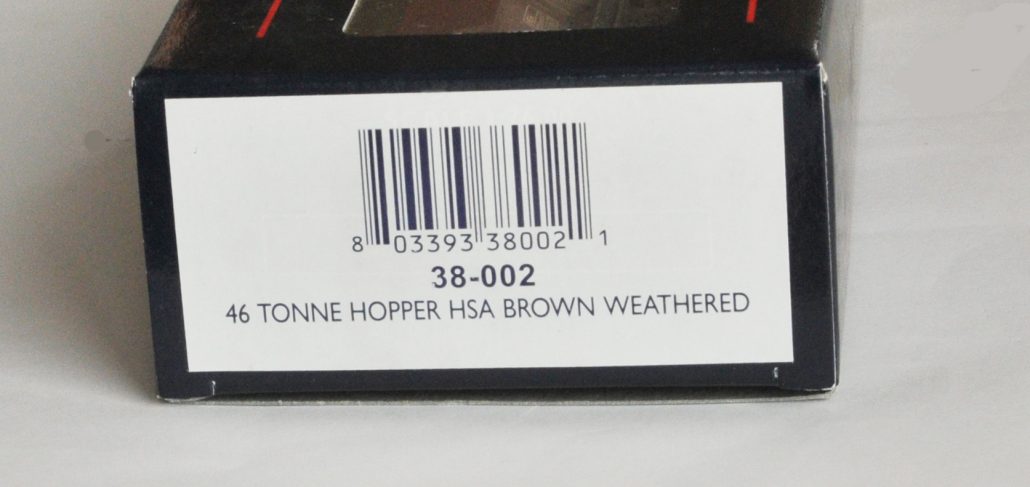 8 03393 38002 1
38-002
46 TONNE HOPPER HSA BROWN WEATHERED